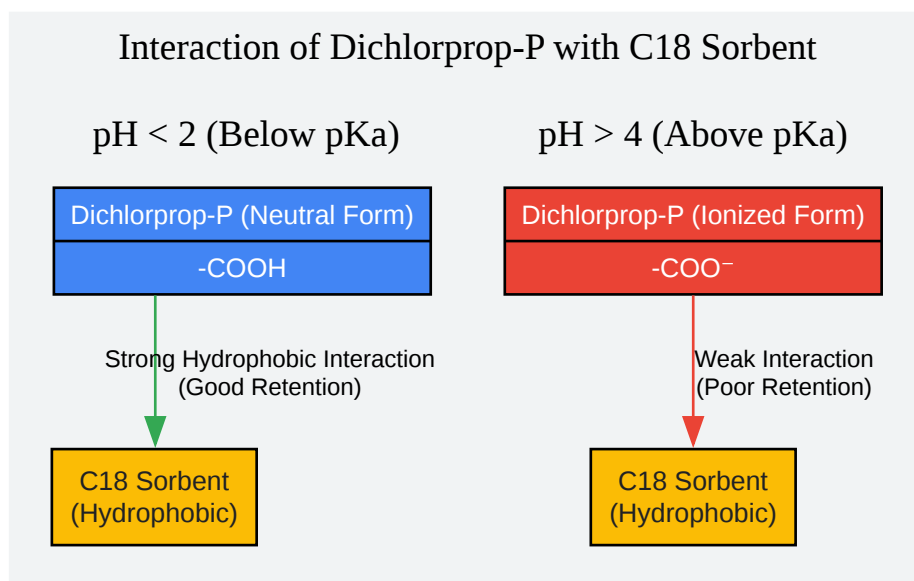 Interaction of Dichlorprop-P with C18 Sorbent
pH < 2 (Below pKa)
Dichlorprop-P (Neutral Form)
-COOH
Strong Hydrophobic Interaction
(Good Retention)
C18 Sorbent
(Hydrophobic)
pH > 4 (Above pKa)
Dichlorprop-P (Ionized Form)
-COO⁻
Weak Interaction
(Poor Retention)
C18 Sorbent
(Hydrophobic)